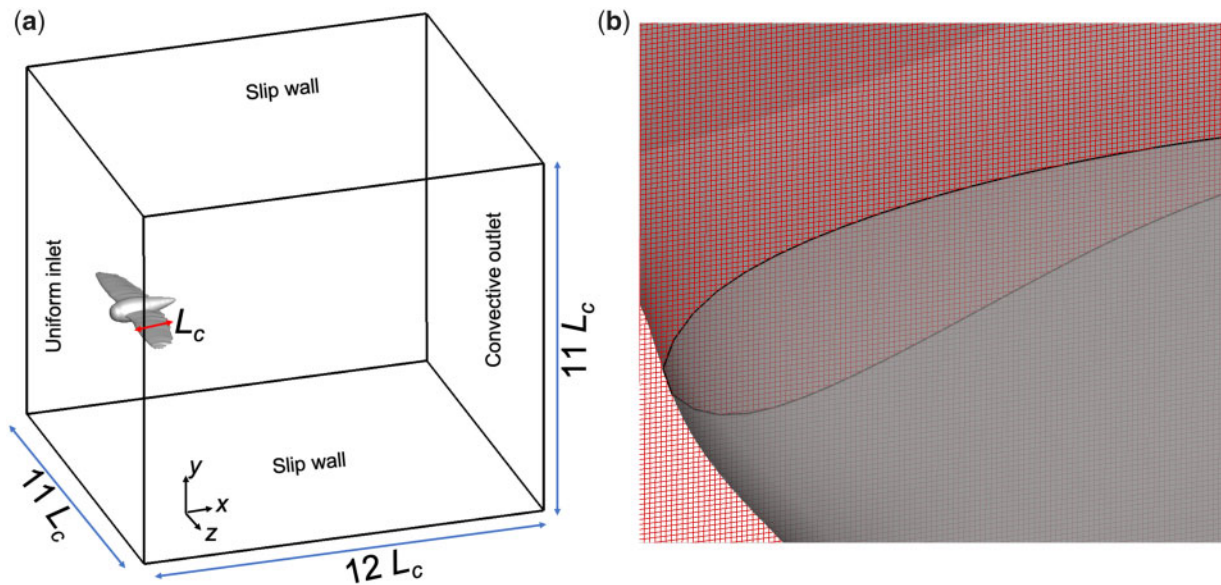 (a)
(b)
Slip wall
Uniform inlet
Convective outlet
L_c
11 L_c
Slip wall
y
x
z
11 L_c
12 L_c